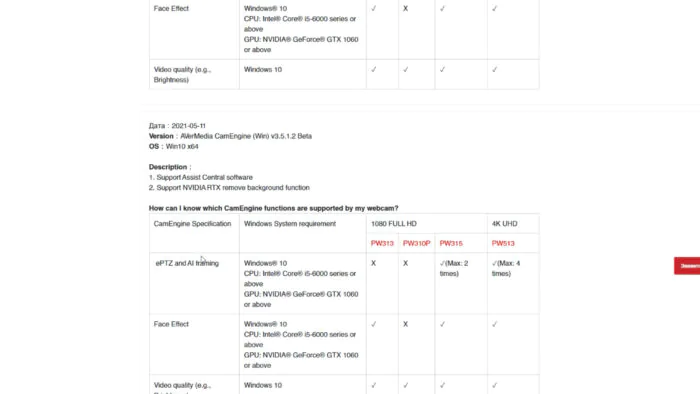 Face Effect
Windows® 10
CPU: Intel® Core® i5-6000 series or
above
GPU: NVIDIA® GeForce® GTX 1060
or above
✓ X ✓ ✓
Video quality (e.g.,
Brightness)
Windows 10
✓ ✓ ✓ ✓
Дата : 2021-05-11
Version : AVerMedia CamEngine (Win) v3.5.1.2 Beta
OS : Win10 x64
Description :
1. Support Assist Central software
2. Support NVIDIA RTX remove background function
How can I know which CamEngine functions are supported by my webcam?
CamEngine Specification
Windows System requirement
1080 FULL HD
4K UHD
PW313 PW310P PW315 PW513
ePTZ and AI framing
Windows® 10
CPU: Intel® Core® i5-6000 series or
above
GPU: NVIDIA® GeForce® GTX 1060
or above
X X
✓(Max: 2
times)
✓(Max: 4
times)
Face Effect
Windows® 10
CPU: Intel® Core® i5-6000 series or
above
GPU: NVIDIA® GeForce® GTX 1060
or above
✓ X ✓ ✓
Video quality (e.g.,
Windows 10
✓ ✓ ✓ ✓